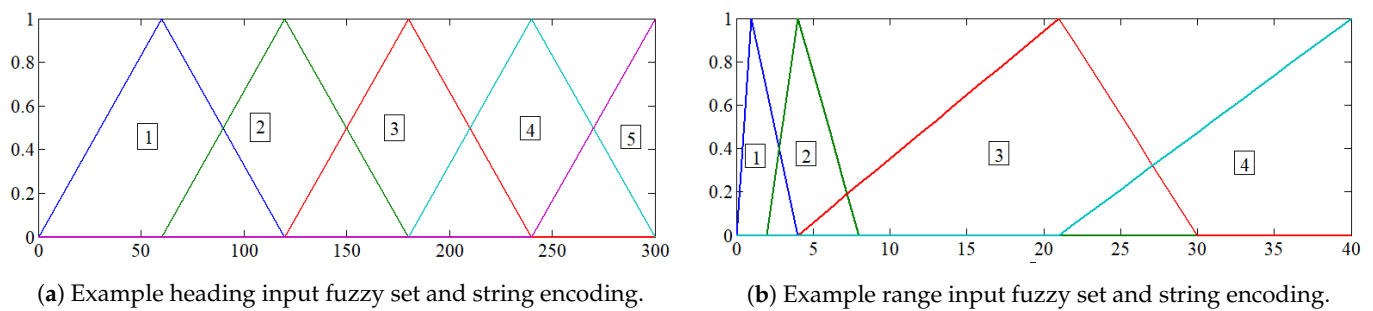 1
0.8
0.6
0.4
0.2
0
0 50 100 150 200 250 300
1 2 3 4 5
(a) Example heading input fuzzy set and string encoding.
1
0.8
0.6
0.4
0.2
0
0 5 10 15 20 25 30 35 40
1 2 3 4
(b) Example range input fuzzy set and string encoding.